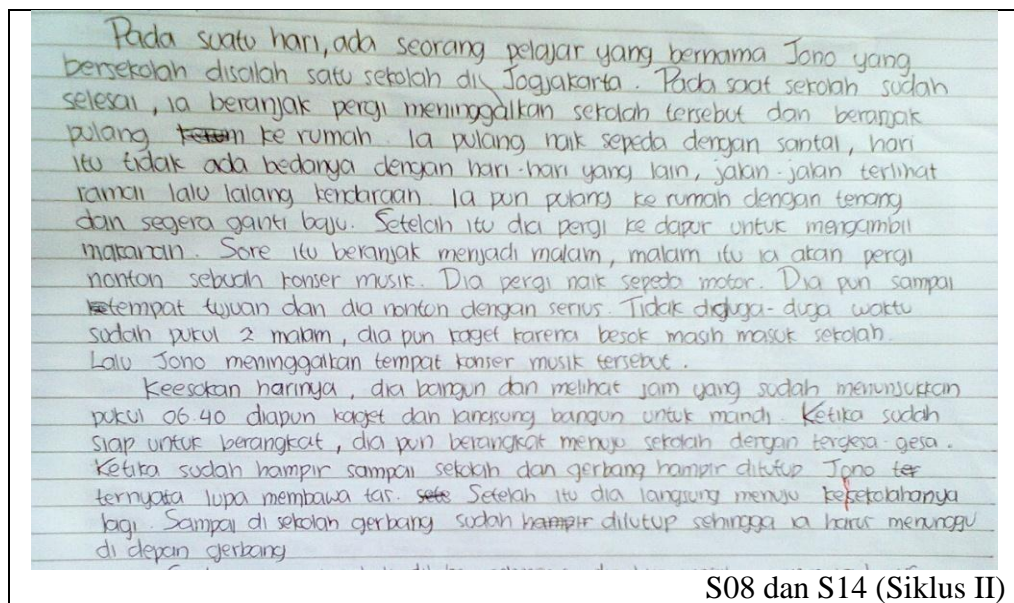 Pada suatu hari, ada seorang pelajar yang bernama Jono yang
bersekolah disalah satu sekolah di Jogjakarta. Pada saat sekolah sudah
selesai, ia beranjak pergi meninggalkan sekolah tersebut dan beranjak
pulang ke rumah. Ia pulang naik sepeda dengan santai, hari
itu tidak ada bedanya dengan hari-hari yang lain, jalan-jalan terlihat
ramai lalu lalang kendaraan. Ia pun pulang ke rumah dengan tenang
dan segera ganti baju. Setelah itu dia pergi ke dapur untuk mengambil
makanan. Sore itu beranjak menjadi malam, malam itu ia akan pergi
nonton sebuah konser musik. Dia pergi naik sepeda motor. Dia pun sampai
tempat tujuan dan dia nonton dengan serius. Tidak diduga-duga waktu
sudah pukul 2 malam, dia pun kaget karena besok masih masuk sekolah.
Lalu Jono meninggalkan tempat konser musik tersebut.
Keesokan harinya, dia bangun dan melihat jam yang sudah menunjukkan
pukul 06.40 diapun kaget dan langsung bangun untuk mandi. Ketika sudah
siap untuk berangkat, dia pun berangkat menuju sekolah dengan tergesa-gesa.
Ketika sudah hampir sampai sekolah dan gerbang hampir ditutup Jono
ternyata lupa membawa tas. Setelah itu dia langsung menuju kesekolahanya
lagi. Sampai di sekolah gerbang sudah ditutup sehingga ia harus menunggu
di depan gerbang
S08 dan S14 (Siklus II)